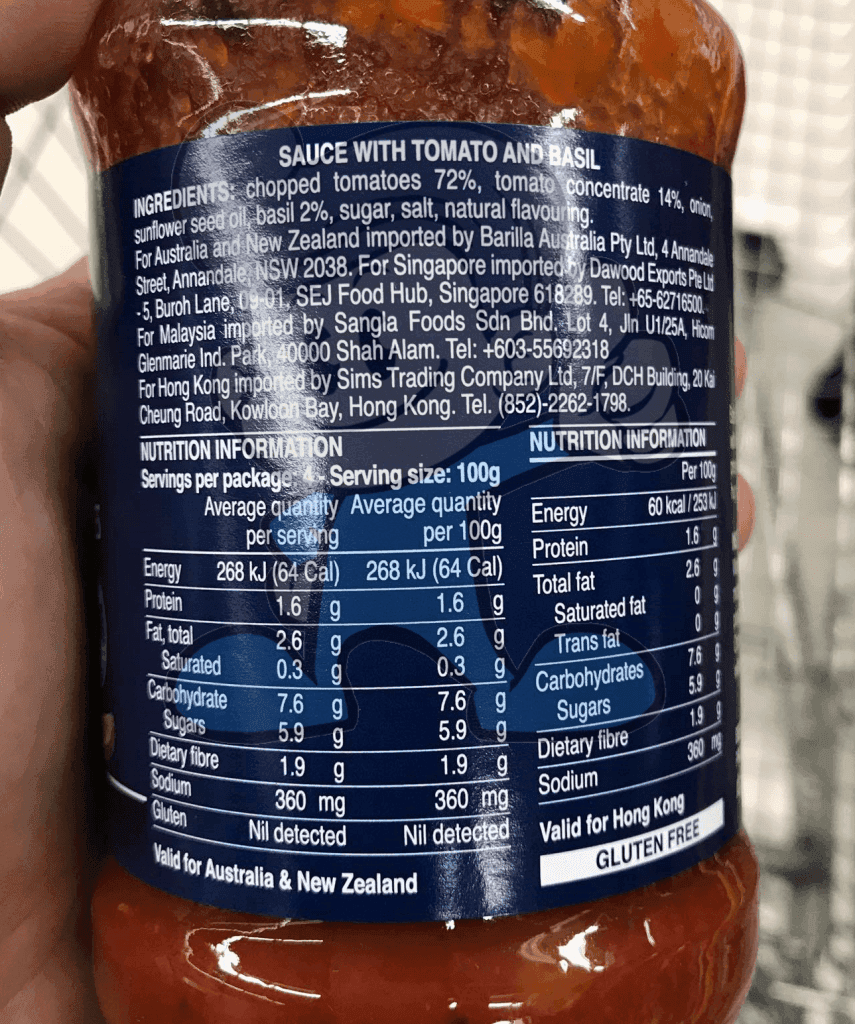 SAUCE WITH TOMATO AND BASIL
INGREDIENTS: chopped tomatoes 72%, tomato concentrate 14%, onion,
sunflower seed oil, basil 2%, sugar, salt, natural flavouring.
For Australia and New Zealand imported by Barilla Australia Pty Ltd, 4 Annandale
Street, Annandale, NSW 2038. For Singapore imported by Dawood Exports Pte Ltd
- 5, Buroh Lane, 09-01, SEJ Food Hub, Singapore 618289. Tel: +65-62716500.
For Malaysia imported by Sangla Foods Sdn Bhd. Lot 4, Jln U1/25A, Hicom
Glenmarie Ind. Park, 40000 Shah Alam. Tel: +603-55692318
For Hong Kong imported by Sims Trading Company Ltd, 7/F, DCH Building, 20 Kai
Cheung Road, Kowloon Bay, Hong Kong. Tel. (852)-2262-1798.
NUTRITION INFORMATION
Servings per package: 4 - Serving size: 100g
Average quantity Average quantity
per serving per 100g
Energy 268 kJ (64 Cal) 268 kJ (64 Cal)
Protein 1.6 g 1.6 g
Fat, total 2.6 g 2.6 g
Saturated 0.3 g 0.3 g
Carbohydrate 7.6 g 7.6 g
Sugars 5.9 g 5.9 g
Dietary fibre 1.9 g 1.9 g
Sodium 360 mg 360 mg
Gluten Nil detected Nil detected
Valid for Australia & New Zealand
NUTRITION INFORMATION
Per 100g
Energy 60 kcal / 253 kJ
Protein 1.6 g
Total fat 2.6 g
Saturated fat 0 g
Trans fat 0 g
Carbohydrates 7.6 g
Sugars 5.9 g
Dietary fibre 1.9 g
Sodium 360 mg
Valid for Hong Kong
GLUTEN FREE